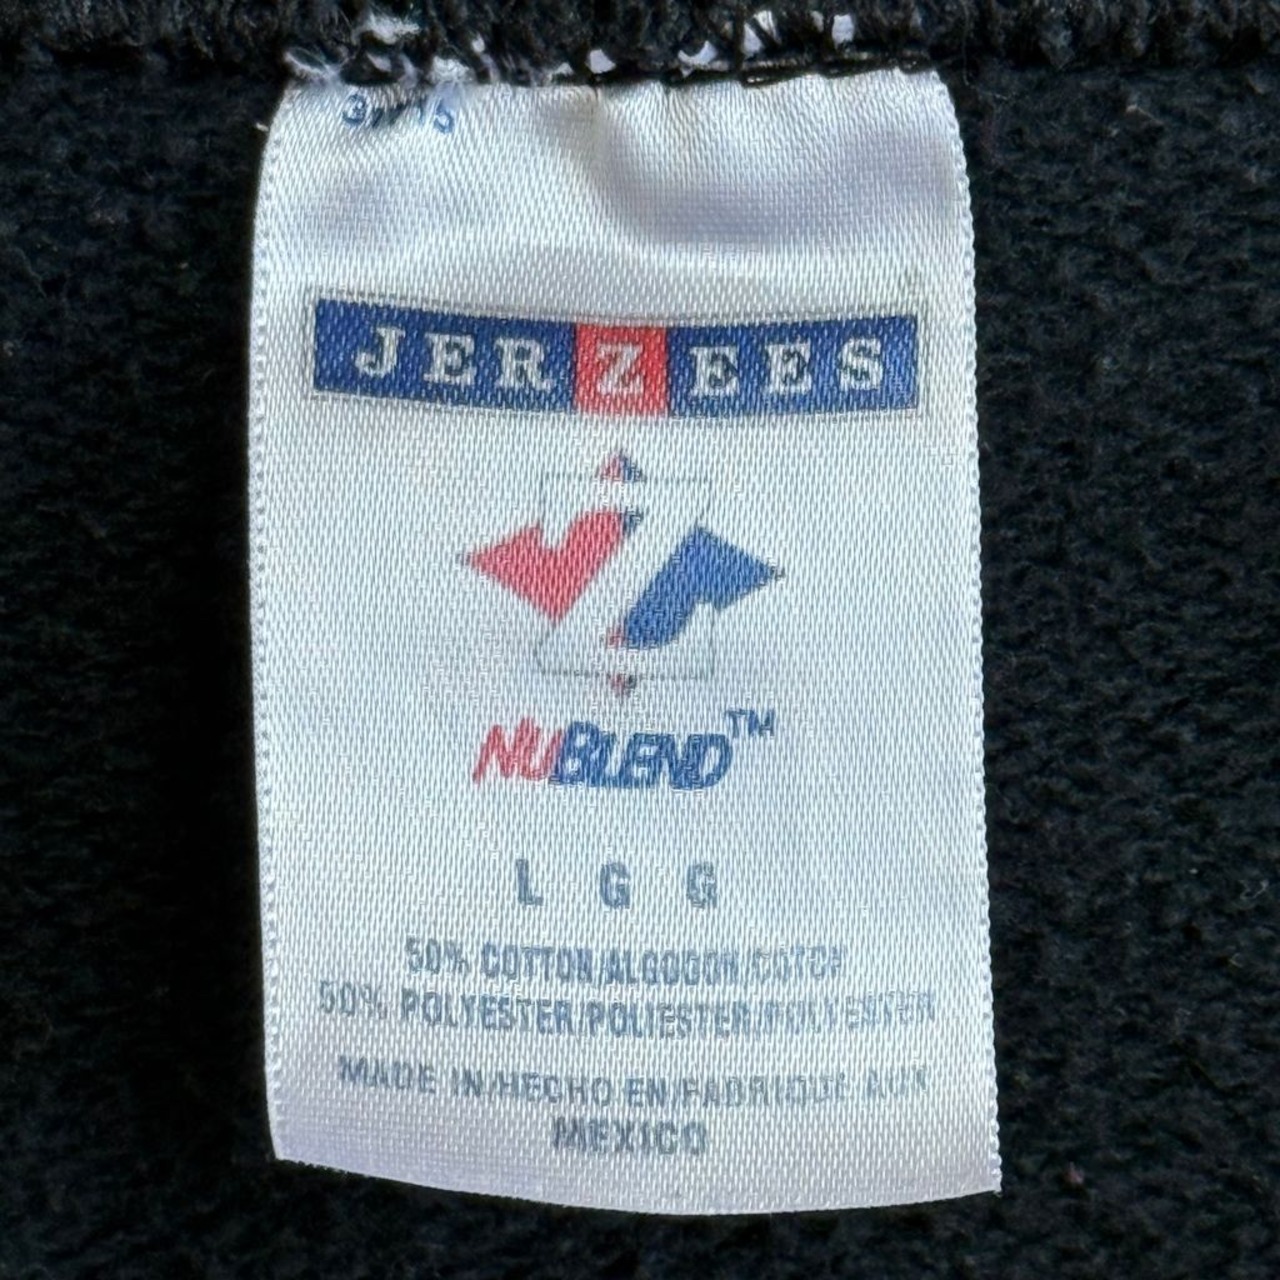 JERZEES
NUBLEND™
L G G
50% COTTON/ALGODON/COTON
50% POLYESTER/POLIESTER/POLYESTER
MADE IN/HECHO EN/FABRIQUE AUX
MEXICO